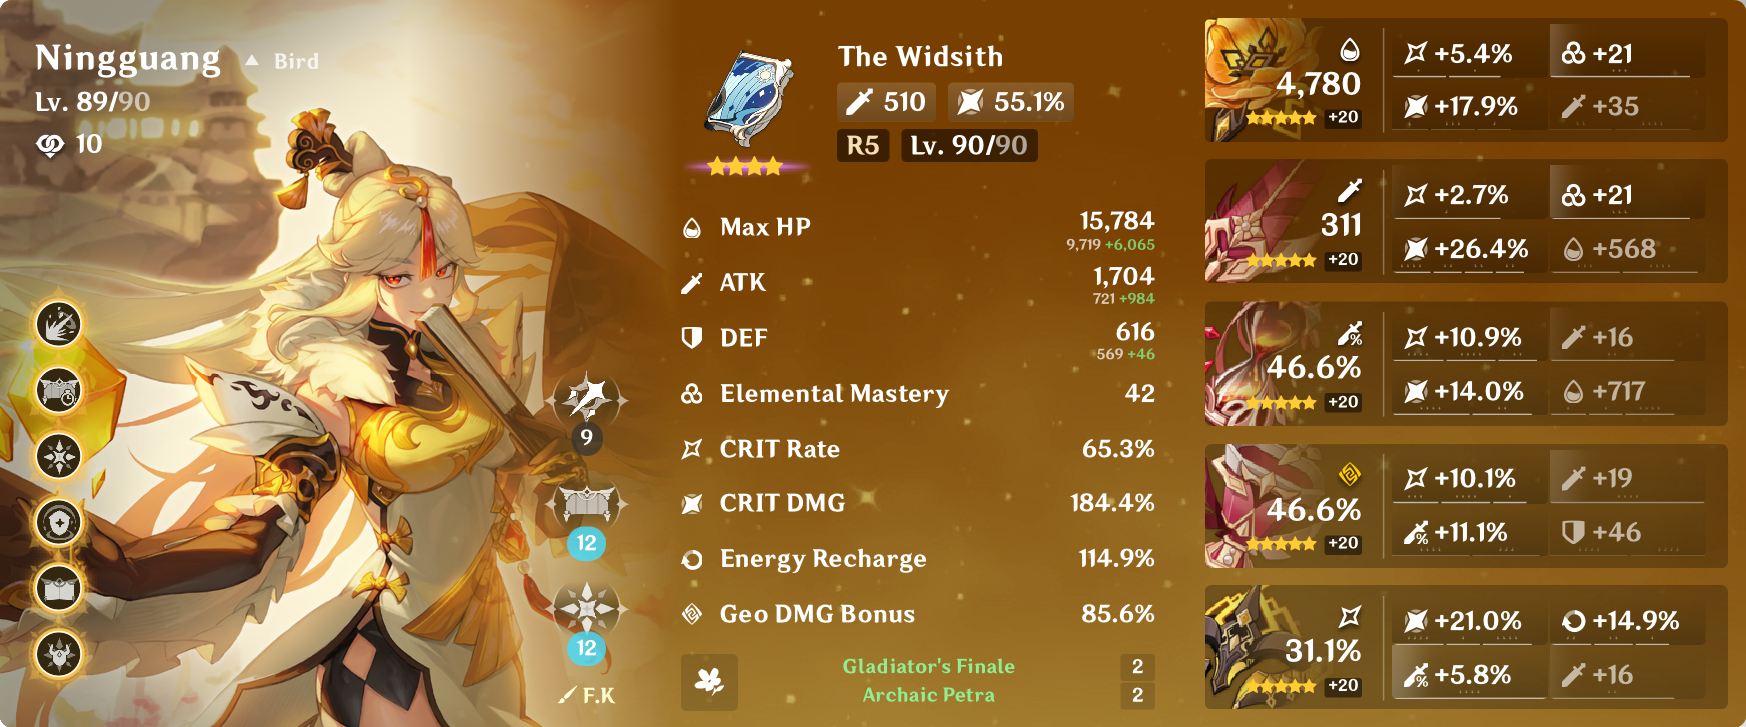 Ningguang ▲ Bird
Lv. 89/90
10
9
12
12
F.K
The Widsith
510 55.1%
R5 Lv. 90/90
Max HP 15,784
9,719 +6,065
ATK 1,704
721 +984
DEF 616
569 +46
Elemental Mastery 42
CRIT Rate 65.3%
CRIT DMG 184.4%
Energy Recharge 114.9%
Geo DMG Bonus 85.6%
Gladiator's Finale 2
Archaic Petra 2
4,780
+20
+5.4% +21
+17.9% +35
311
+20
+2.7% +21
+26.4% +568
46.6%
+20
+10.9% +16
+14.0% +717
46.6%
+20
+10.1% +19
+11.1% +46
31.1%
+20
+21.0% +14.9%
+5.8% +16